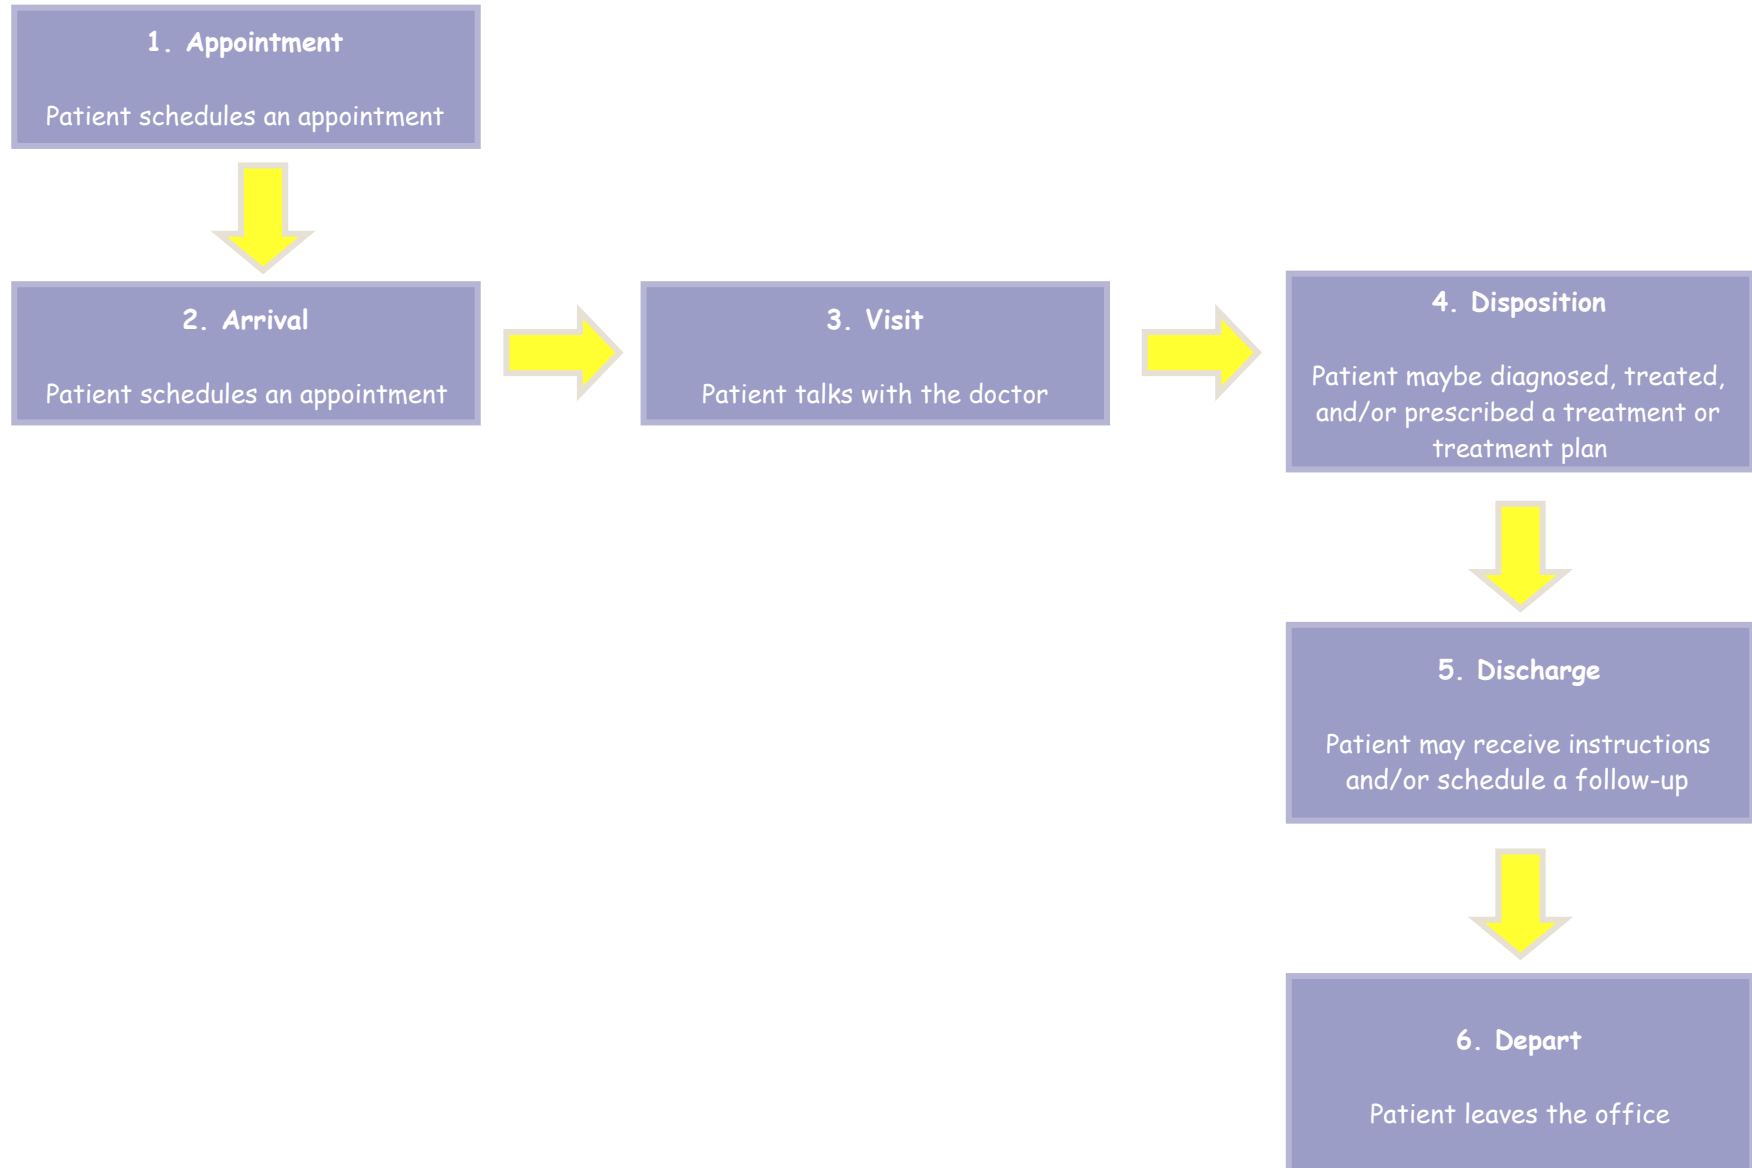 1. Appointment
Patient schedules an appointment
2. Arrival
Patient schedules an appointment
3. Visit
Patient talks with the doctor
4. Disposition
Patient maybe diagnosed, treated,
and/or prescribed a treatment or
treatment plan
5. Discharge
Patient may receive instructions
and/or schedule a follow-up
6. Depart
Patient leaves the office